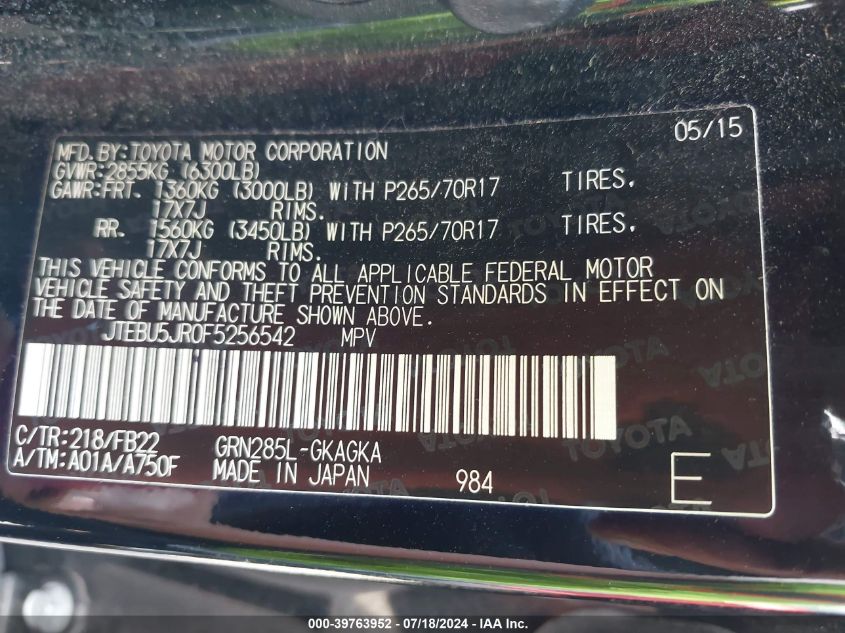 05/15
MFD.BY:TOYOTA MOTOR CORPORATION
GVWR:2855KG (6300LB)
GAWR:FRT. 1360KG (3000LB) WITH P265/70R17 TIRES,
17X7J RIMS.
RR. 1560KG (3450LB) WITH P265/70R17 TIRES,
17X7J RIMS.
THIS VEHICLE CONFORMS TO ALL APPLICABLE FEDERAL MOTOR
VEHICLE SAFETY AND THEFT PREVENTION STANDARDS IN EFFECT ON
THE DATE OF MANUFACTURE SHOWN ABOVE.
JTEBU5JR0F5256542 MPV
C/TR:218/FB22 GRN285L-GKAGKA
A/TM:A01A/A750F MADE IN JAPAN 984 E
TOYOTA
TOYOTA
000-39763952 / 07/18/2024 - IAA Inc.